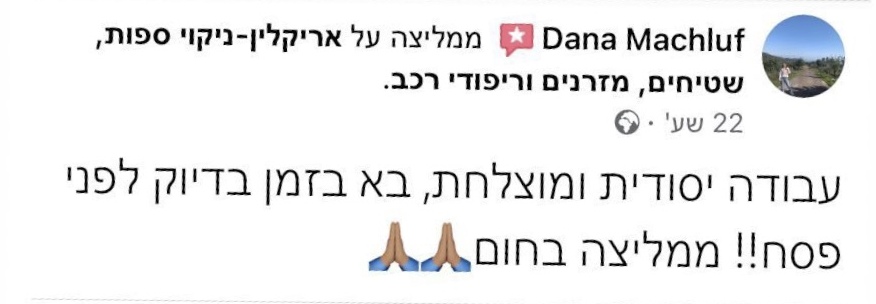 Dana Machluf ממליצה על אריקלין-ניקוי ספות,
שטיחים, מזרנים וריפודי רכב.
22 שע' ·
עבודה יסודית ומוצלחת, בא בזמן בדיוק לפני
פסח!! ממליצה בחום🙏🏽🙏🏽